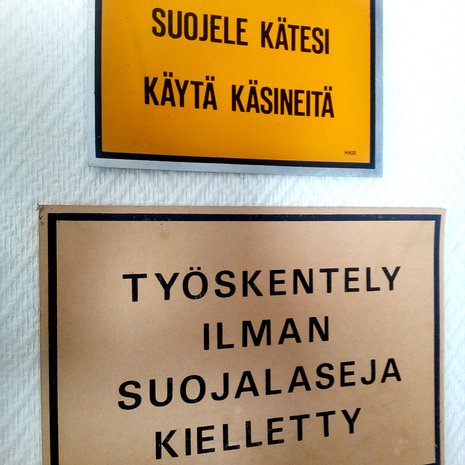 SUOJELE KÄTESI
KÄYTÄ KÄSINEITÄ
HKR
TYÖSKENTELY
ILMAN
SUOJALASEJA
KIELLETTY